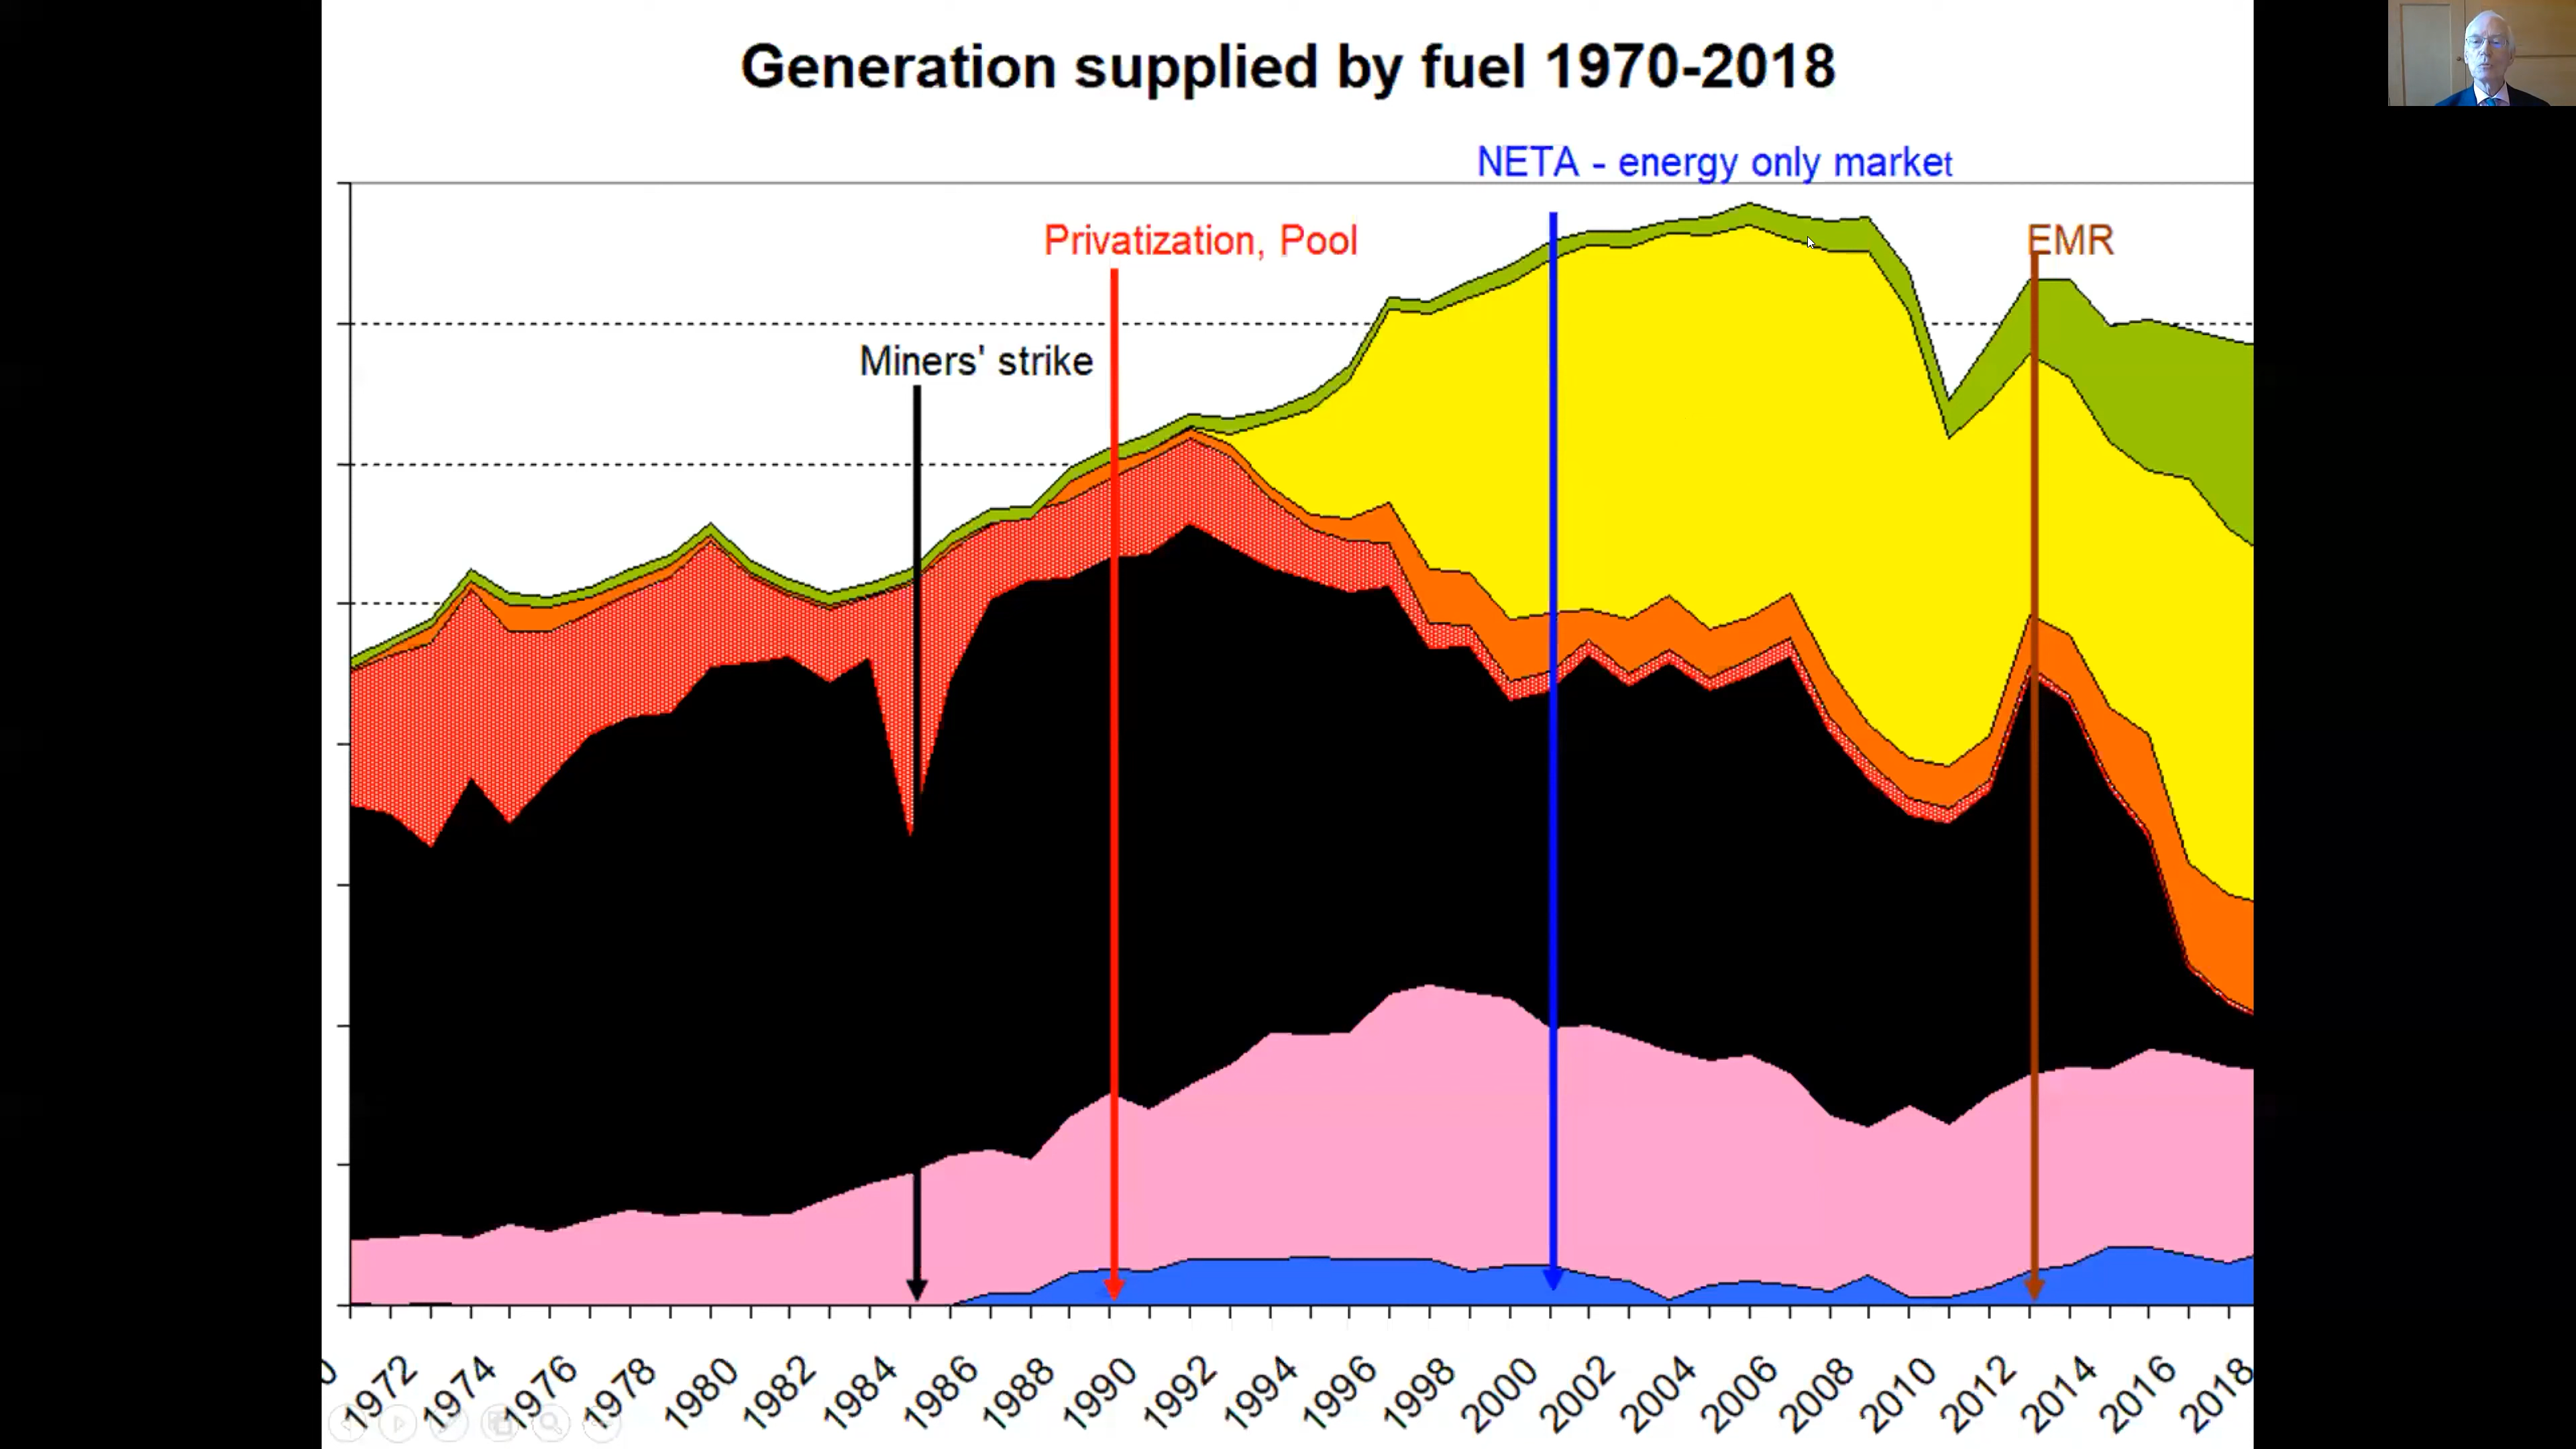 Generation supplied by fuel 1970-2018
NETA - energy only market
Privatization, Pool
EMR
Miners' strike
0 1972 1974 1976 1978 1980 1982 1984 1986 1988 1990 1992 1994 1996 1998 2000 2002 2004 2006 2008 2010 2012 2014 2016 2018